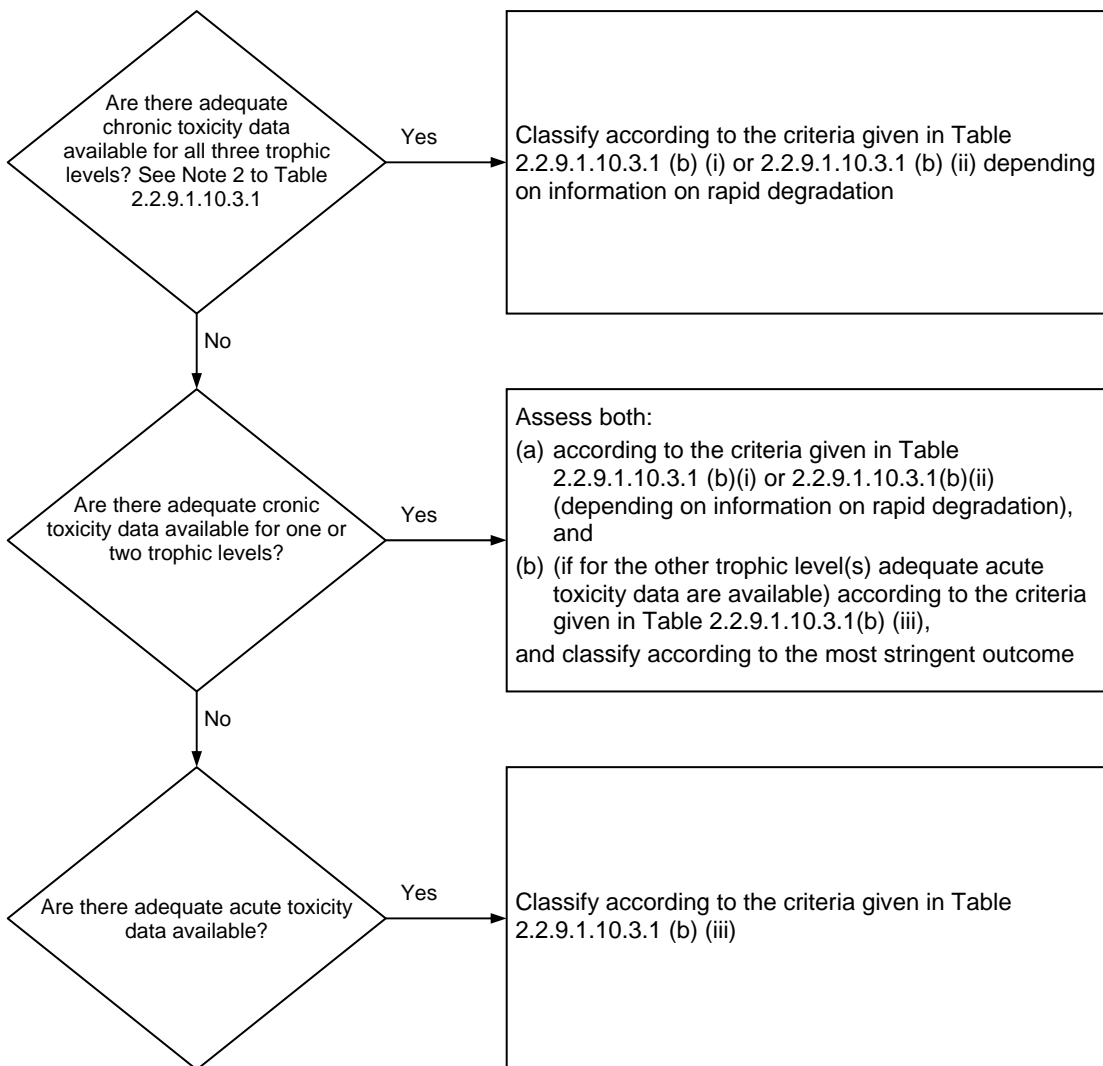 Are there adequate
chronic toxicity data
available for all three trophic
levels? See Note 2 to Table
2.2.9.1.10.3.1
Yes
Classify according to the criteria given in Table
2.2.9.1.10.3.1 (b) (i) or 2.2.9.1.10.3.1 (b) (ii) depending
on information on rapid degradation
No
Are there adequate cronic
toxicity data available for one or
two trophic levels?
Yes
Assess both:
(a) according to the criteria given in Table
2.2.9.1.10.3.1 (b)(i) or 2.2.9.1.10.3.1(b)(ii)
(depending on information on rapid degradation),
and
(b) (if for the other trophic level(s) adequate acute
toxicity data are available) according to the criteria
given in Table 2.2.9.1.10.3.1(b) (iii),
and classify according to the most stringent outcome
No
Are there adequate acute toxicity
data available?
Yes
Classify according to the criteria given in Table
2.2.9.1.10.3.1 (b) (iii)